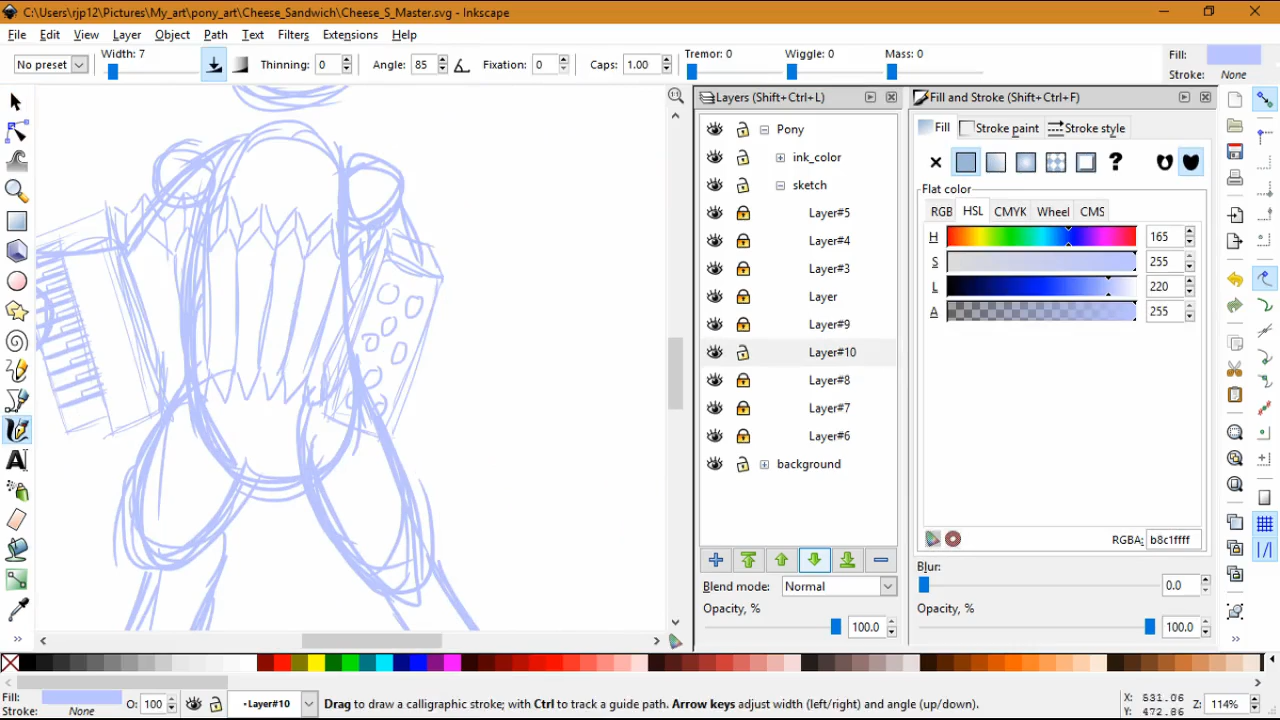 C:\Users\rjp12\Pictures\My_art\pony_art\Cheese_Sandwich\Cheese_S_Master.svg - Inkscape
File Edit View Layer Object Path Text Filters Extensions Help
No preset Width: 7 Thinning: 0 Angle: 85 Fixation: 0 Caps: 1.00 Tremor: 0 Wiggle: 0 Mass: 0 Fill: Stroke: None
Layers (Shift+Ctrl+L)
Pony
ink_color
sketch
Layer#5
Layer#4
Layer#3
Layer
Layer#9
Layer#10
Layer#8
Layer#7
Layer#6
background
Blend mode: Normal
Opacity, % 100.0
Fill and Stroke (Shift+Ctrl+F)
Fill Stroke paint Stroke style
?
Flat color
RGB HSL CMYK Wheel CMS
H 165
S 255
L 220
A 255
RGBA: b8c1ffff
Blur: 0.0
Opacity, % 100.0
Fill: O: 100 •Layer#10 Drag to draw a calligraphic stroke; with Ctrl to track a guide path. Arrow keys adjust width (left/right) and angle (up/down). X: 531.06 Z: 114%
Stroke: None Y: 472.86